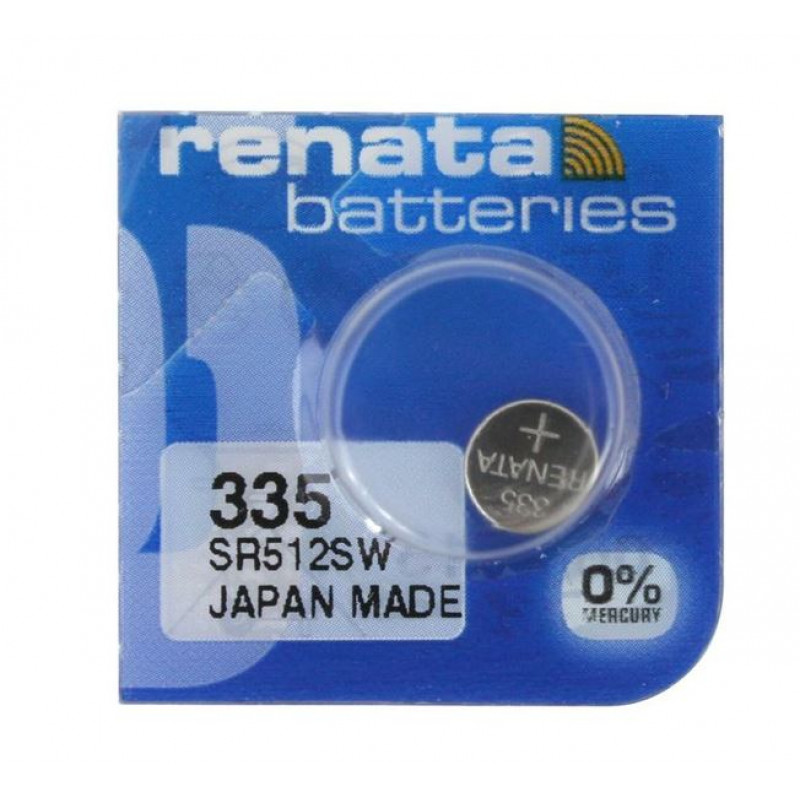 renata
batteries
+
RENATA
335
335
SR512SW
JAPAN MADE
0%
MERCURY